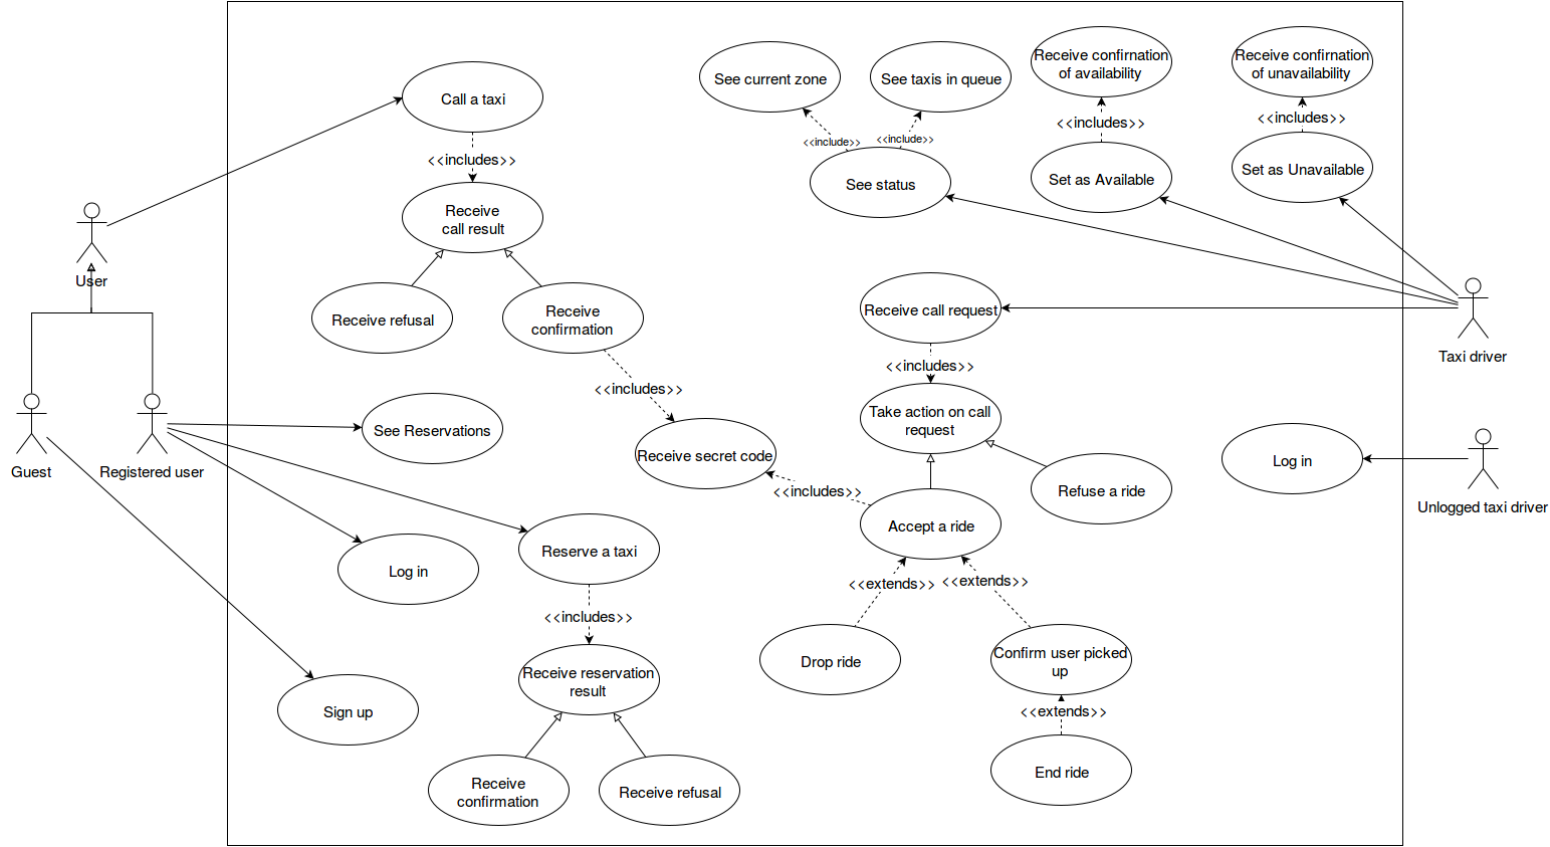 Receive confirnation
of availability
Receive confirnation
of unavailability
See current zone
See taxis in queue
Call a taxi
<<includes>>
<<includes>>
<<include>>
<<include>>
<<includes>>
Set as Available
Set as Unavailable
See status
Receive
call result
User
Receive refusal
Receive
confirmation
Receive call request
Taxi driver
<<includes>>
<<includes>>
Take action on call
request
See Reservations
Receive secret code
Log in
Guest
Registered user
<<includes>>
Refuse a ride
Unlogged taxi driver
Accept a ride
Reserve a taxi
Log in
<<extends>>
<<extends>>
<<includes>>
Receive reservation
result
Drop ride
Confirm user picked
up
Sign up
<<extends>>
Receive
confirmation
Receive refusal
End ride